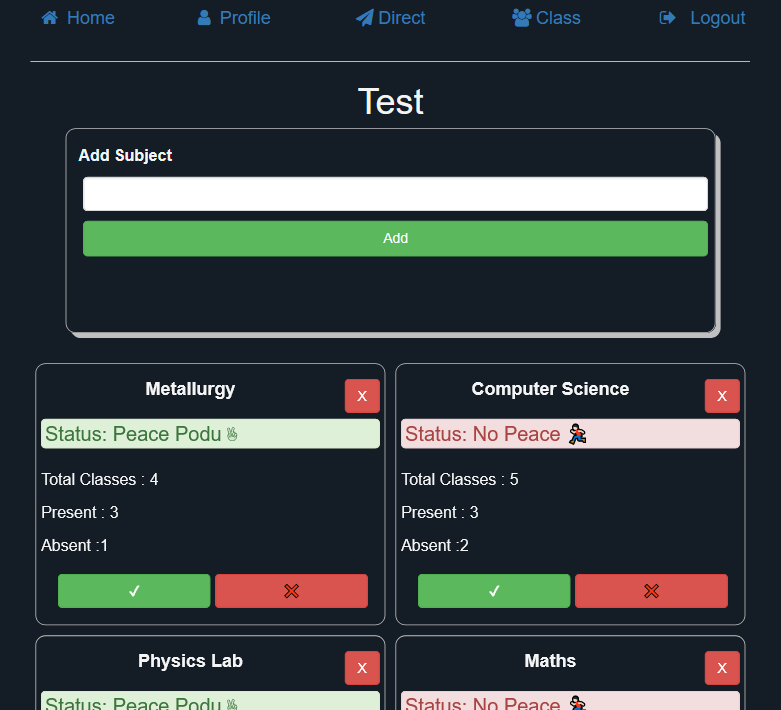 Home Profile Direct Class Logout
Test
Add Subject
Add
Metallurgy X
Status: Peace Podu✌
Total Classes : 4
Present : 3
Absent :1
✓ ❌
Computer Science X
Status: No Peace 🏃
Total Classes : 5
Present : 3
Absent :2
✓ ❌
Physics Lab X
Status: Peace Podu✌
Maths X
Status: No Peace 🏃